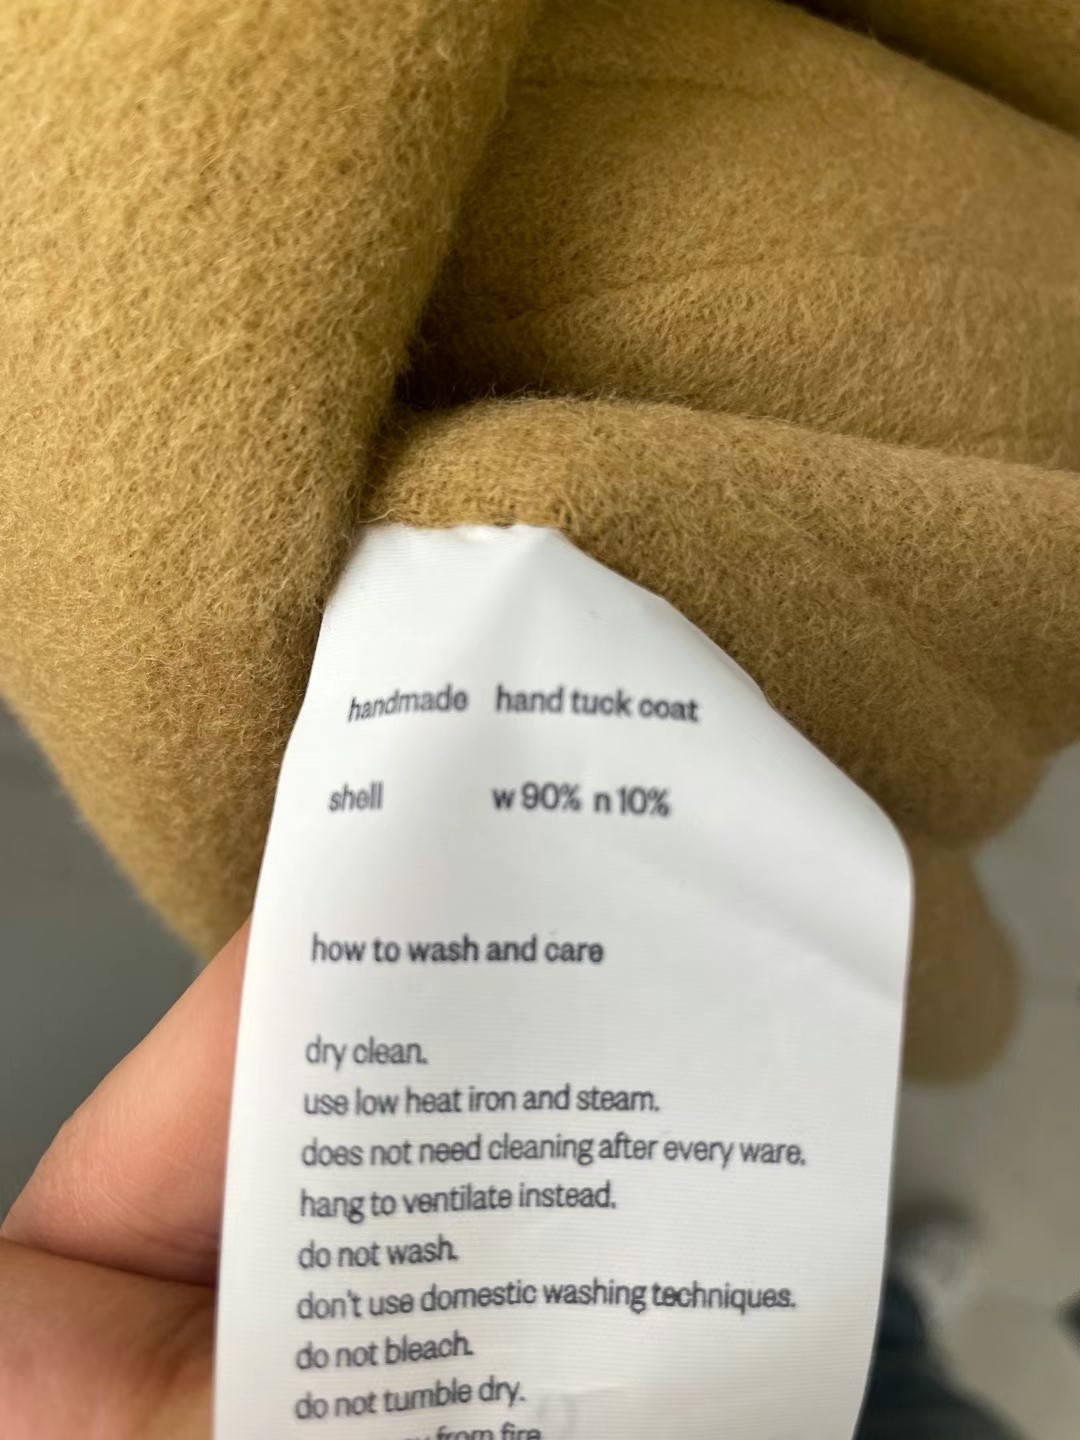 handmade hand tuck coat
shell w 90% n 10%
how to wash and care
dry clean.
use low heat iron and steam.
does not need cleaning after every ware.
hang to ventilate instead.
do not wash.
don't use domestic washing techniques.
do not bleach.
do not tumble dry.
from fire